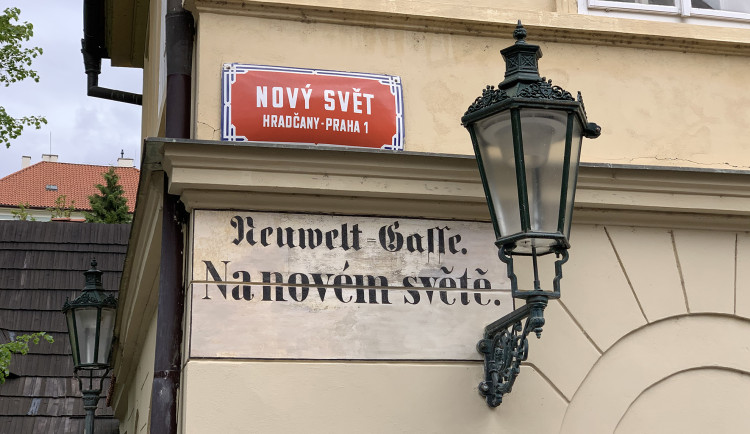 NOVÝ SVĚT
HRADČANY·PRAHA 1
Neuwelt=Gasse.
Na novém světě.